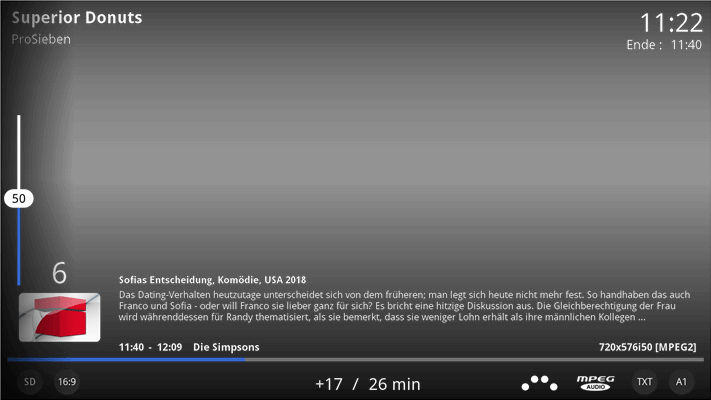 Superior Donuts
ProSieben
11:22
Ende : 11:40
50
6
Sofias Entscheidung, Komödie, USA 2018
Das Dating-Verhalten heutzutage unterscheidet sich von dem früheren; man legt sich heute nicht mehr fest. So handhaben das auch
Franco und Sofia - oder will Franco sie lieber ganz für sich? Es bricht eine hitzige Diskussion aus. Die Gleichberechtigung der Frau
wird währenddessen für Randy thematisiert, als sie bemerkt, dass sie weniger Lohn erhält als ihre männlichen Kollegen ...
11:40 - 12:09 Die Simpsons
720x576i50 [MPEG2]
SD
16:9
+17 / 26 min
MPEG
AUDIO
TXT
A1